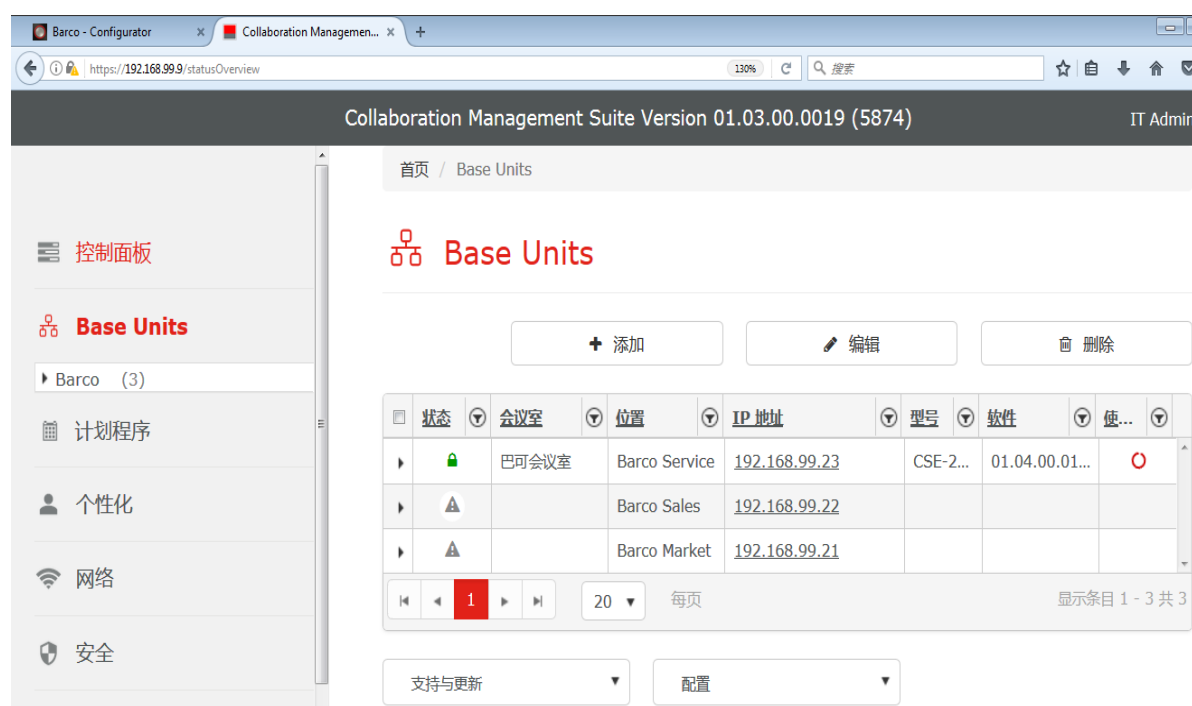 Barco - Configurator
Collaboration Managemen...
https://192.168.99.9/statusOverview
130%
搜索
Collaboration Management Suite Version 01.03.00.0019 (5874)
IT Admin
首页 / Base Units
控制面板
Base Units
Barco (3)
计划程序
个性化
网络
安全
Base Units
添加
编辑
删除
状态 会议室 位置 IP 地址 型号 软件 使...
巴可会议室 Barco Service 192.168.99.23 CSE-2... 01.04.00.01...
Barco Sales 192.168.99.22
Barco Market 192.168.99.21
1 20 每页 显示条目 1 - 3 共 3
支持与更新 配置